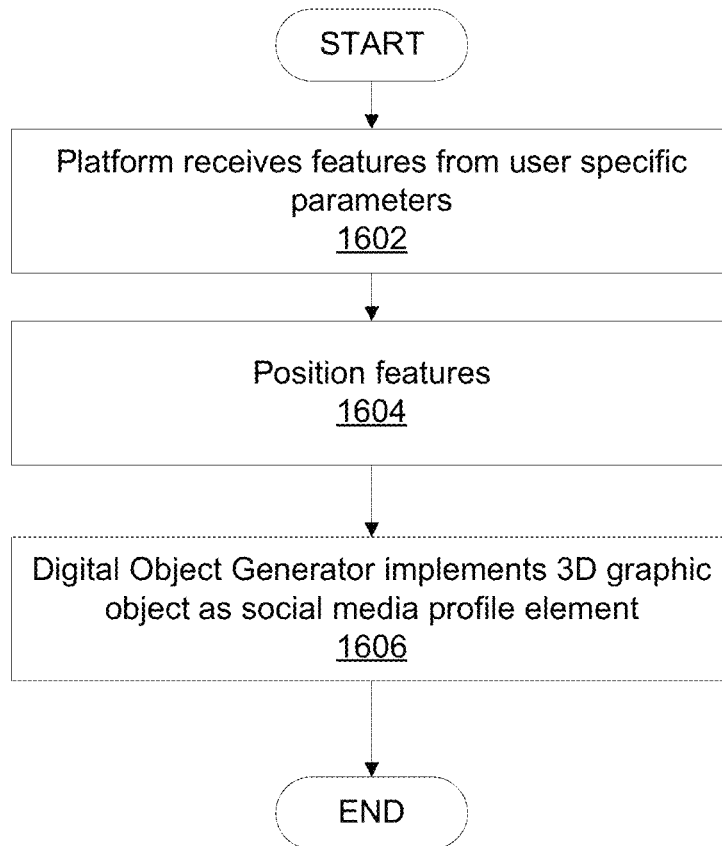 START
Platform receives features from user specific
parameters
1602
Position features
1604
Digital Object Generator implements 3D graphic
object as social media profile element
1606
END